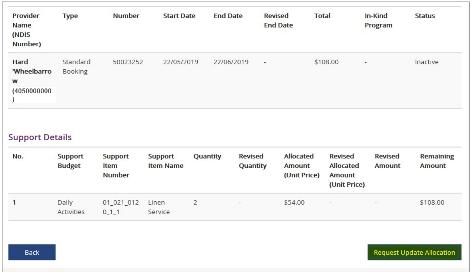 Provider Name (NDIS Number) Type Number Start Date End Date Revised End Date Total In-Kind Program Status
Hard 'Wheelbarrow (4050000000) Standard Booking 50023252 22/05/2019 22/06/2019 - $108.00 - Inactive
Support Details
No. Support Budget Support Item Number Support Item Name Quantity Revised Quantity Allocated Amount (Unit Price) Revised Allocated Amount (Unit Price) Revised Amount Remaining Amount
1 Daily Activities 01_021_0120_1_1 Linen Service 2 - $54.00 - - $108.00
Back Request Update Allocation